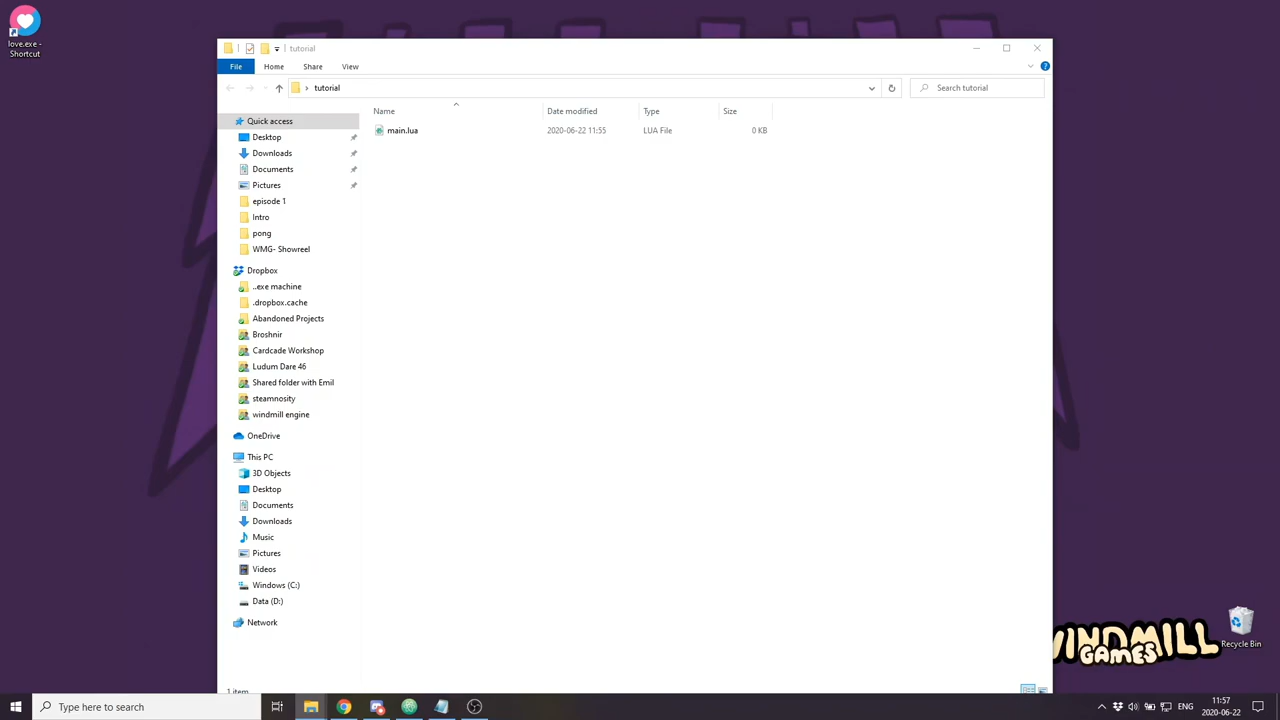 love.exe -
Shortcut
tutorial
File Home Share View
tutorial
Search tutorial
Name Date modified Type Size
main.lua 2020-06-22 11:55 LUA File 0 KB
Quick access
Desktop
Downloads
Documents
Pictures
episode 1
Intro
pong
WMG- Showreel
Dropbox
..exe machine
.dropbox.cache
Abandoned Projects
Broshnir
Cardcade Workshop
Ludum Dare 46
Shared folder with Emil
steamnosity
windmill engine
OneDrive
This PC
3D Objects
Desktop
Documents
Downloads
Music
Pictures
Videos
Windows (C:)
Data (D:)
Network
1 item
WINDMILL
GAMES
Recycle Bin
Type here to search
ENG
11:57
2020-06-22